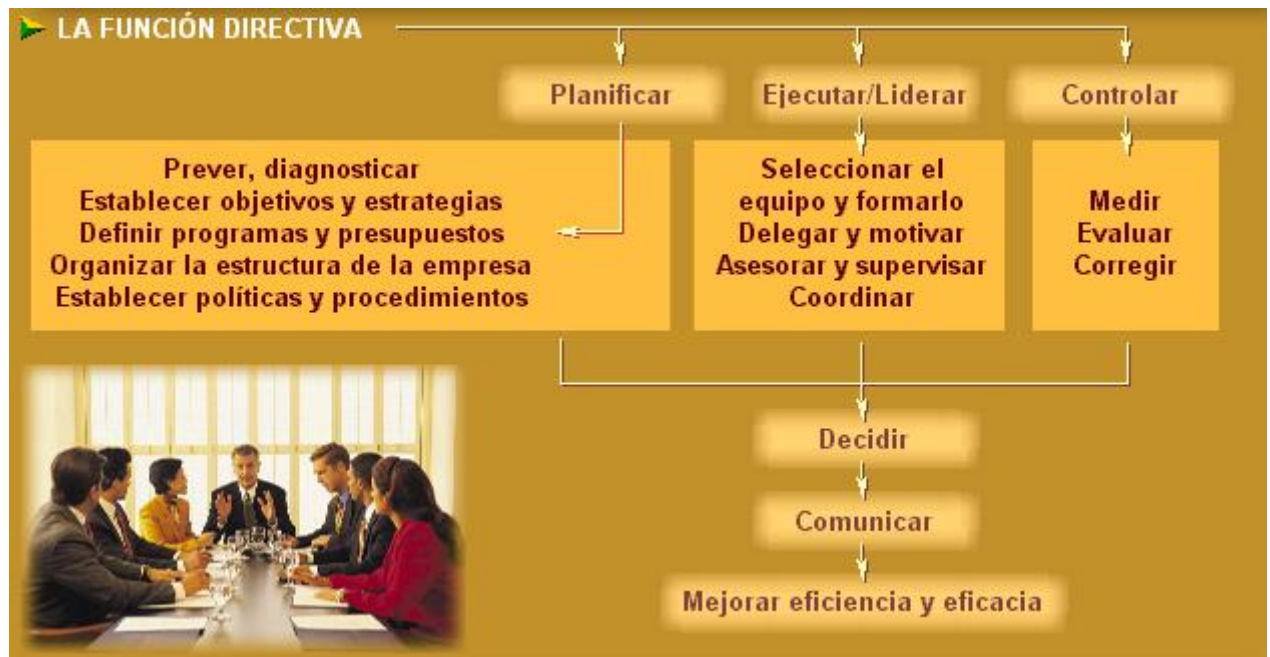 LA FUNCIÓN DIRECTIVA
Planificar
Ejecutar/Liderar
Controlar
Prever, diagnosticar
Establecer objetivos y estrategias
Definir programas y presupuestos
Organizar la estructura de la empresa
Establecer políticas y procedimientos
Seleccionar el
equipo y formarlo
Delegar y motivar
Asesorar y supervisar
Coordinar
Medir
Evaluar
Corregir
Decidir
Comunicar
Mejorar eficiencia y eficacia